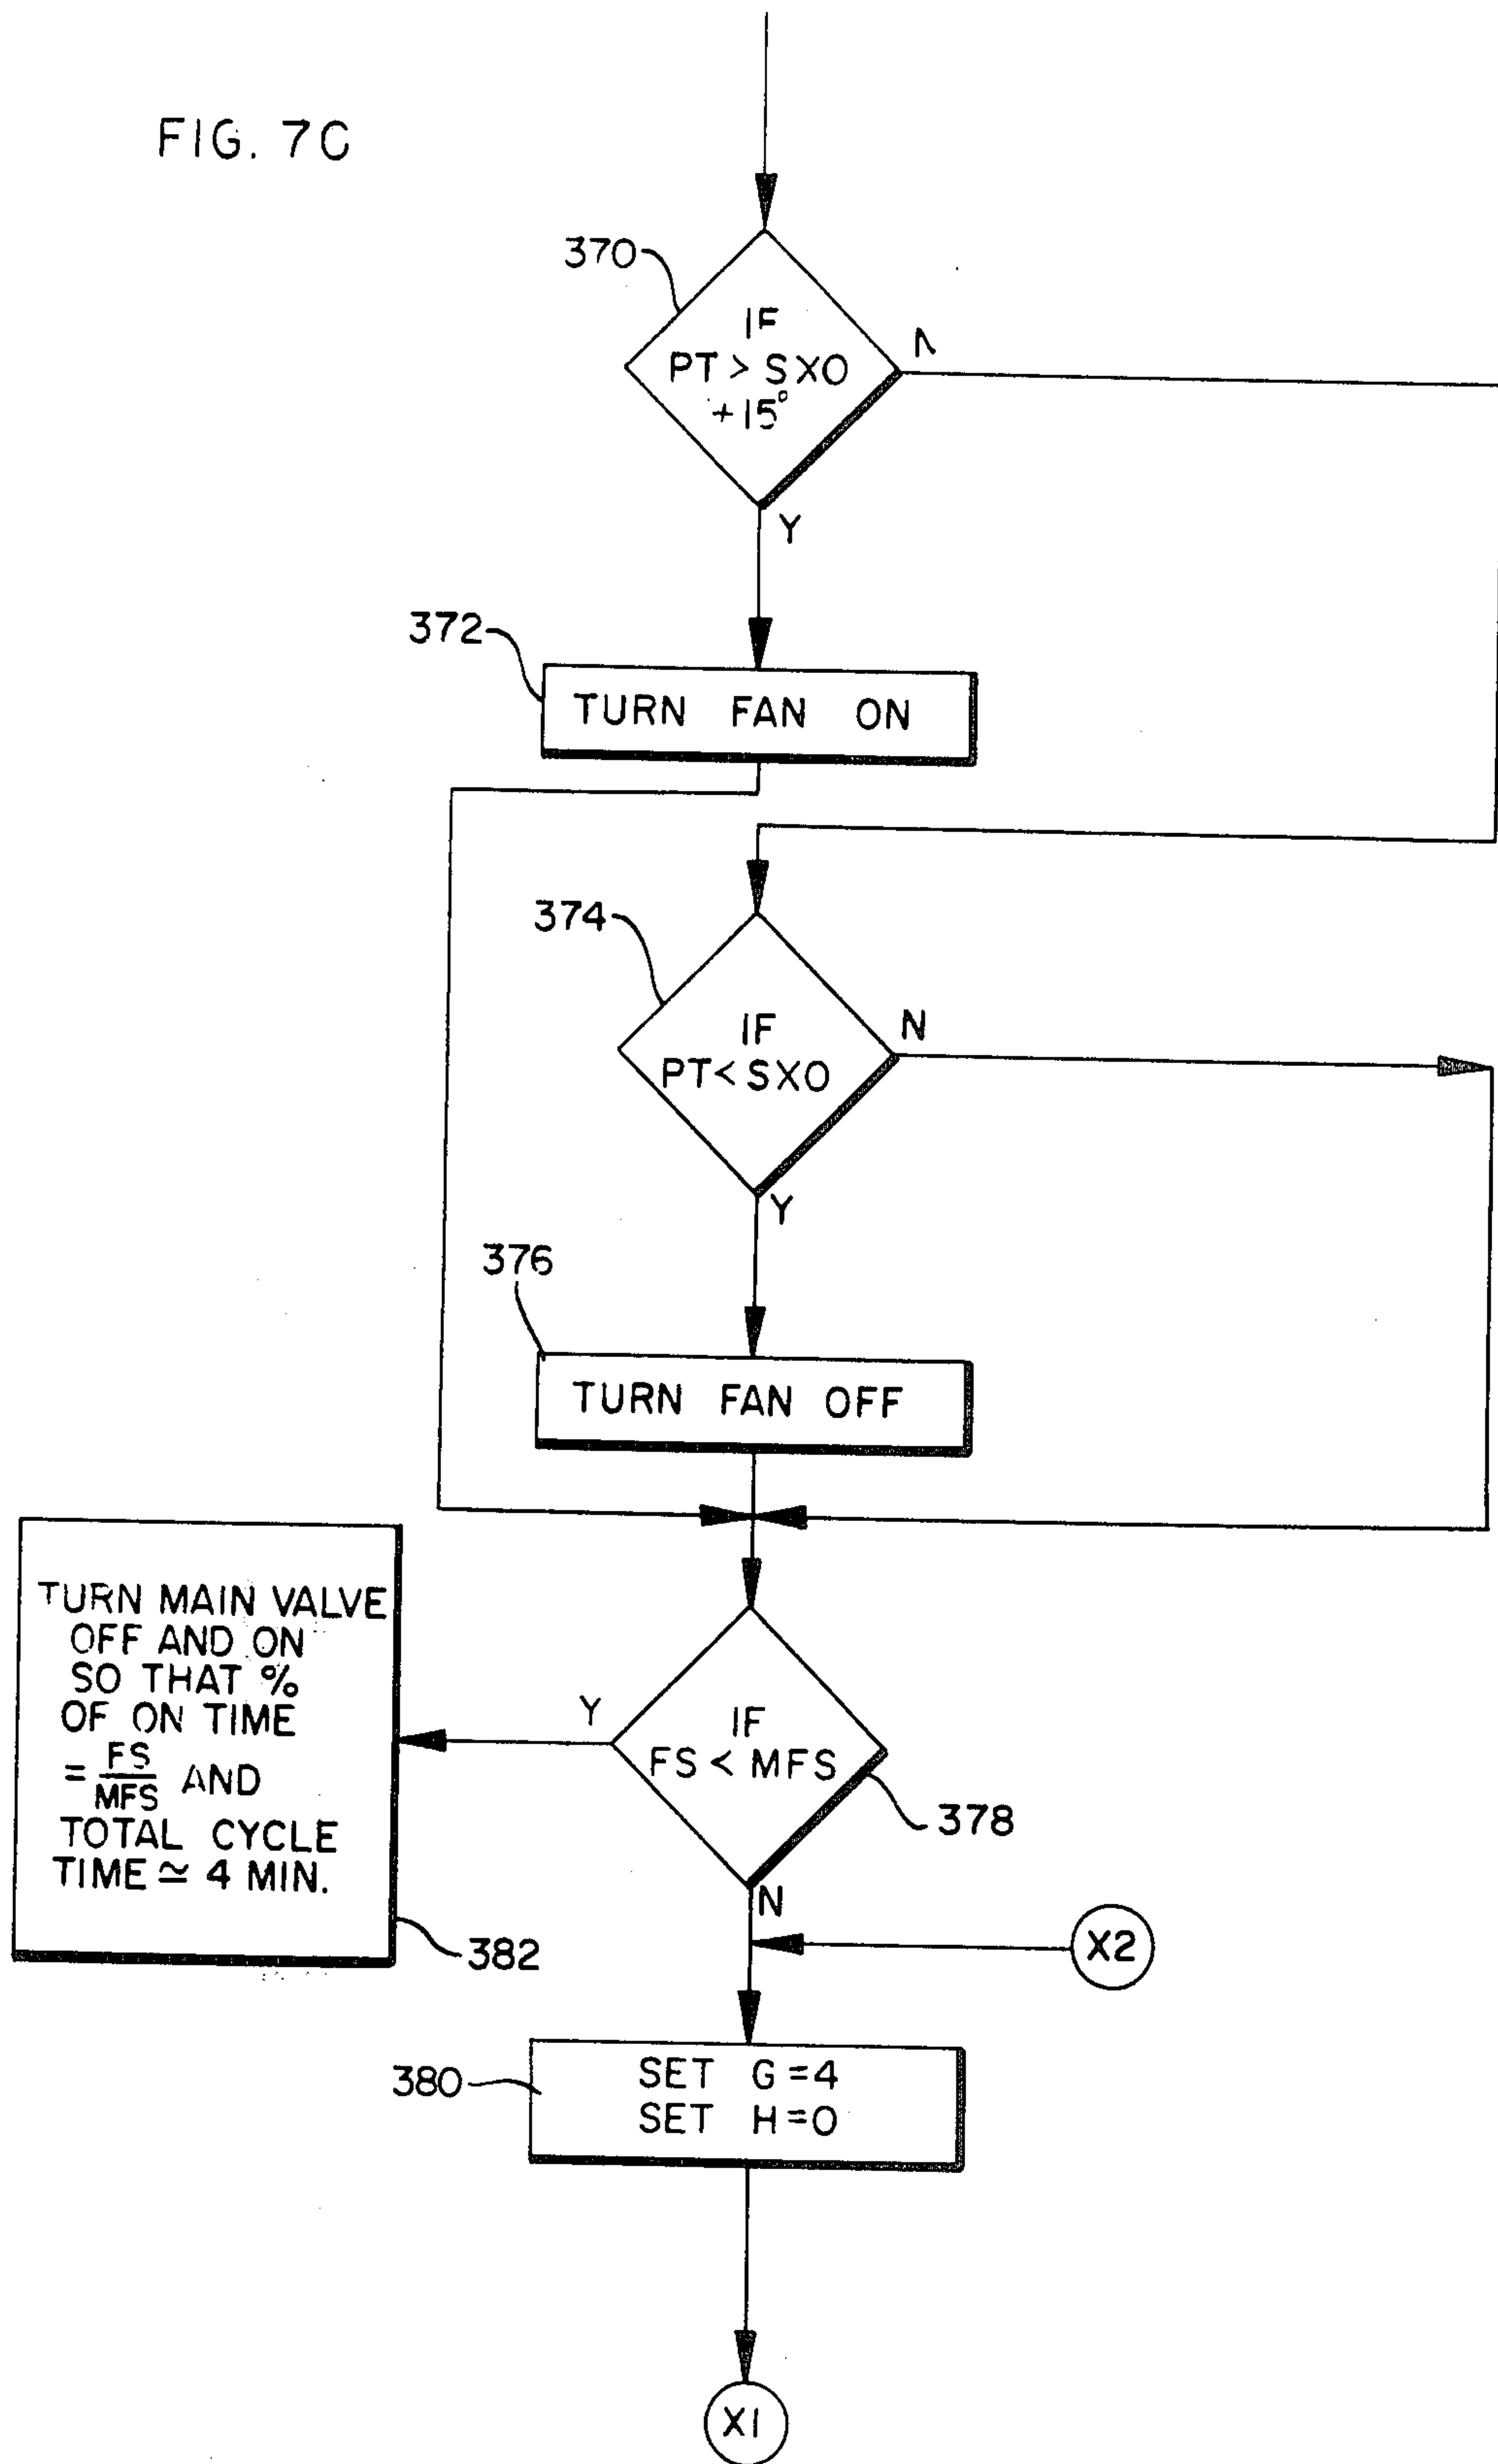 FIG. 7C
370
IF
PT > SXO
+15°
Y
372
TURN FAN ON
374
IF
PT < SXO
N
Y
376
TURN FAN OFF
TURN MAIN VALVE
OFF AND ON
SO THAT %
OF ON TIME
= FS/MFS AND
TOTAL CYCLE
TIME ≃ 4 MIN.
382
Y
IF
FS < MFS
378
N
X2
380
SET G=4
SET H=0
X1